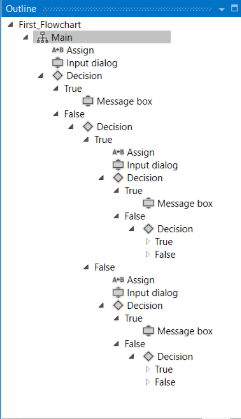 Outline
First_Flowchart
Main
A+B Assign
Input dialog
Decision
True
Message box
False
Decision
True
A+B Assign
Input dialog
Decision
True
Message box
False
Decision
True
False
False
A+B Assign
Input dialog
Decision
True
Message box
False
Decision
True
False